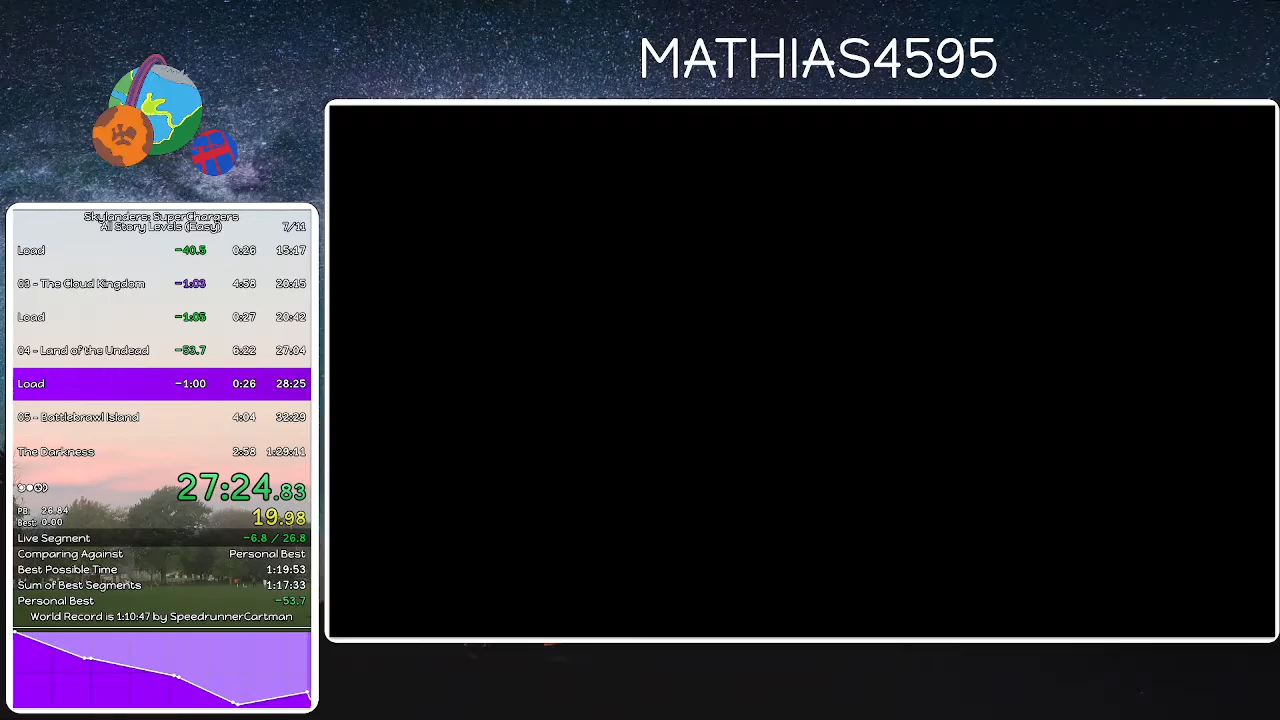 MATHIAS4595
Skylanders: SuperChargers
All Story Levels (Easy) 7/11
Load -40.5 0:26 15:17
03 - The Cloud Kingdom -1:03 4:58 20:15
Load -1:05 0:27 20:42
04 - Land of the Undead -53.7 6:22 27:04
Load -1:00 0:26 28:25
05 - Battlebrawl Island 4:04 32:29
The Darkness 2:58 1:29:11
27:24.83
PB: 26.84
Best: 0:00
19.98
Live Segment -6.8 / 26.8
Comparing Against Personal Best
Best Possible Time 1:19:53
Sum of Best Segments 1:17:33
Personal Best -53.7
World Record is 1:10:47 by SpeedrunnerCartman